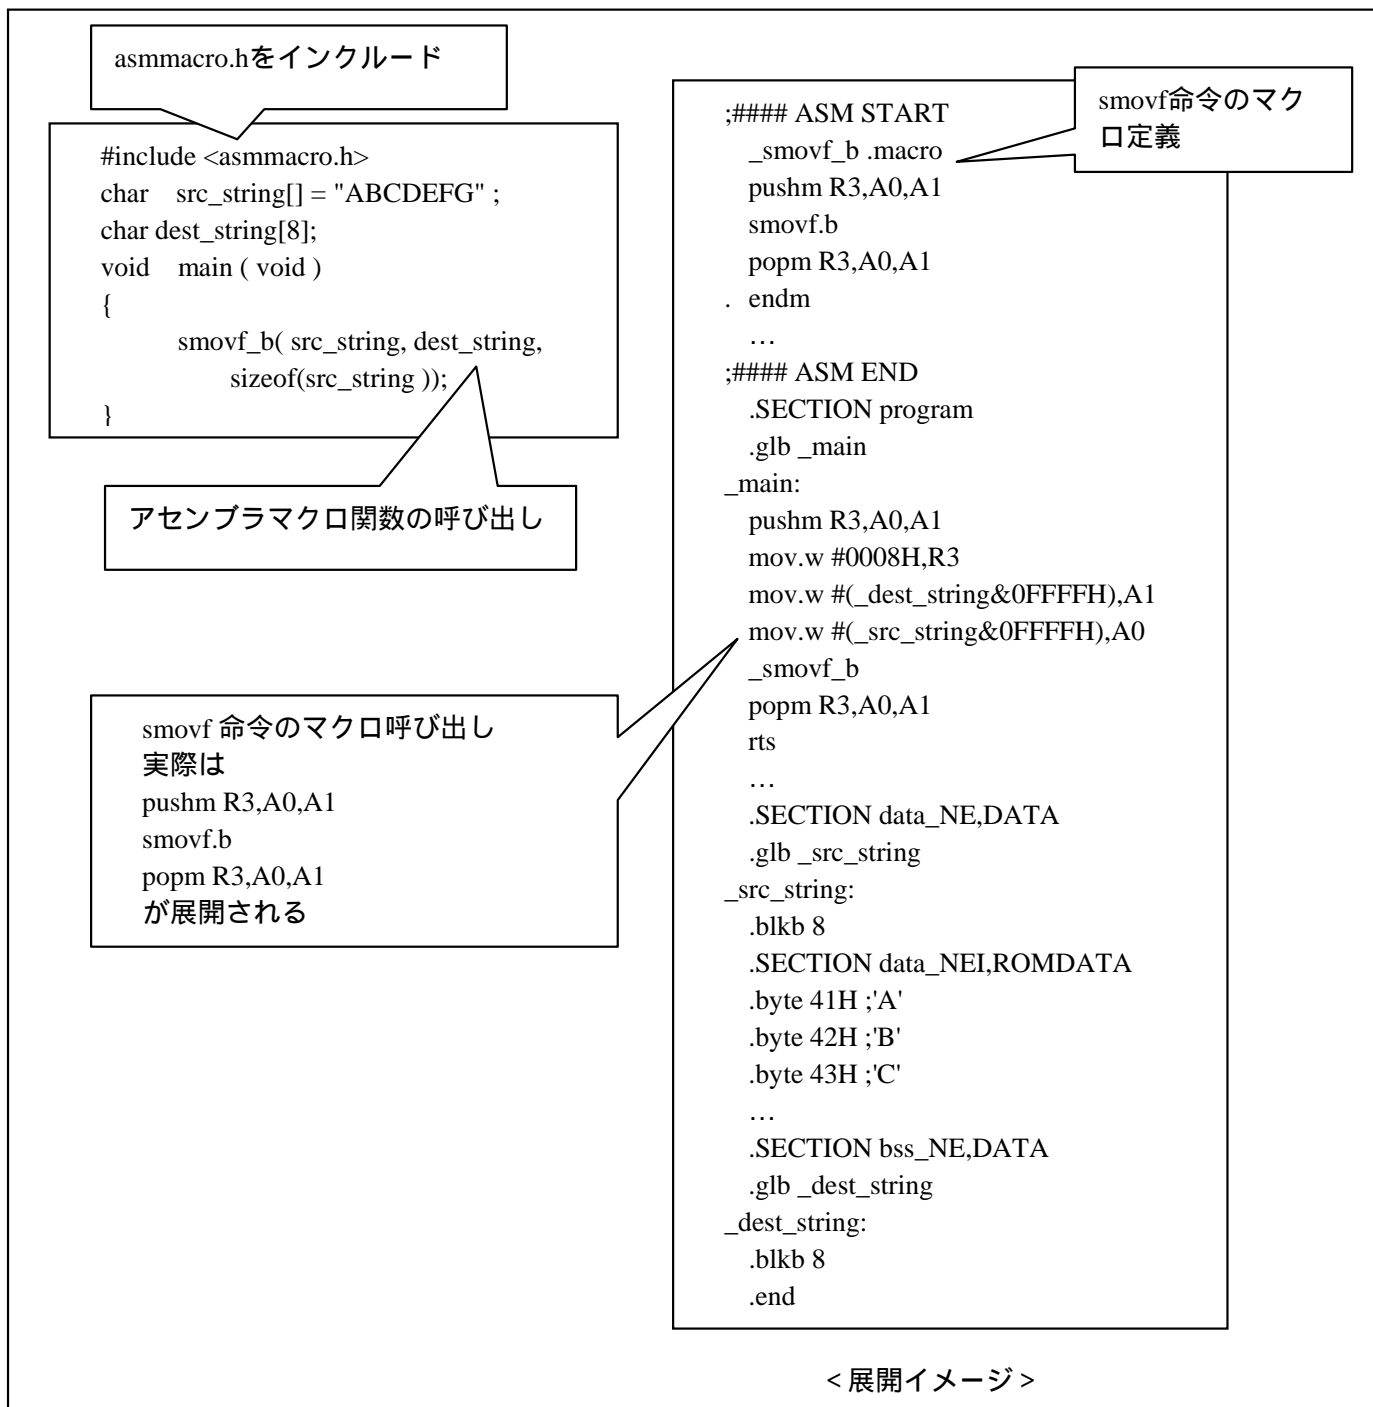 asmmacro.hをインクルード
#include <asmmacro.h>
char src_string[] = "ABCDEFG" ;
char dest_string[8];
void main ( void )
{
smovf_b( src_string, dest_string,
sizeof(src_string ));
}
アセンブラマクロ関数の呼び出し
smovf 命令のマクロ呼び出し
実際は
pushm R3,A0,A1
smovf.b
popm R3,A0,A1
が展開される
smovf命令のマク
ロ定義
;#### ASM START
_smovf_b .macro
pushm R3,A0,A1
smovf.b
popm R3,A0,A1
. endm
…
;#### ASM END
.SECTION program
.glb _main
_main:
pushm R3,A0,A1
mov.w #0008H,R3
mov.w #(_dest_string&0FFFFH),A1
mov.w #(_src_string&0FFFFH),A0
_smovf_b
popm R3,A0,A1
rts
…
.SECTION data_NE,DATA
.glb _src_string
_src_string:
.blkb 8
.SECTION data_NEI,ROMDATA
.byte 41H ;'A'
.byte 42H ;'B'
.byte 43H ;'C'
…
.SECTION bss_NE,DATA
.glb _dest_string
_dest_string:
.blkb 8
.end
＜展開イメージ＞